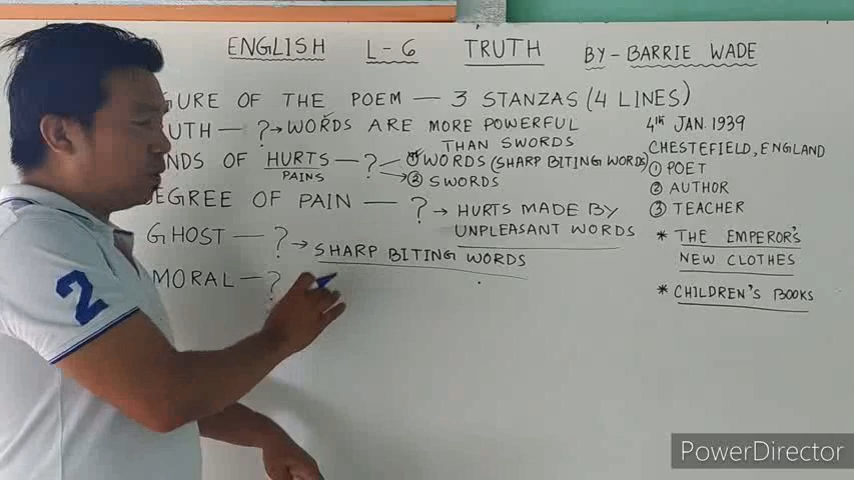 ENGLISH L-6 TRUTH BY-BARRIE WADE
GURE OF THE POEM — 3 STANZAS (4 LINES)
UTH — ? → WORDS ARE MORE POWERFUL
THAN SWORDS
NDS OF HURTS — ? → ① WORDS (SHARP BITING WORDS)
PAINS → ② SWORDS
DEGREE OF PAIN — ? → HURTS MADE BY
UNPLEASANT WORDS
GHOST — ? → SHARP BITING WORDS
MORAL — ?
4th JAN. 1939
CHESTEFIELD, ENGLAND
① POET
② AUTHOR
③ TEACHER
* THE EMPEROR'S
NEW CLOTHES
* CHILDREN'S BOOKS
2
PowerDirector